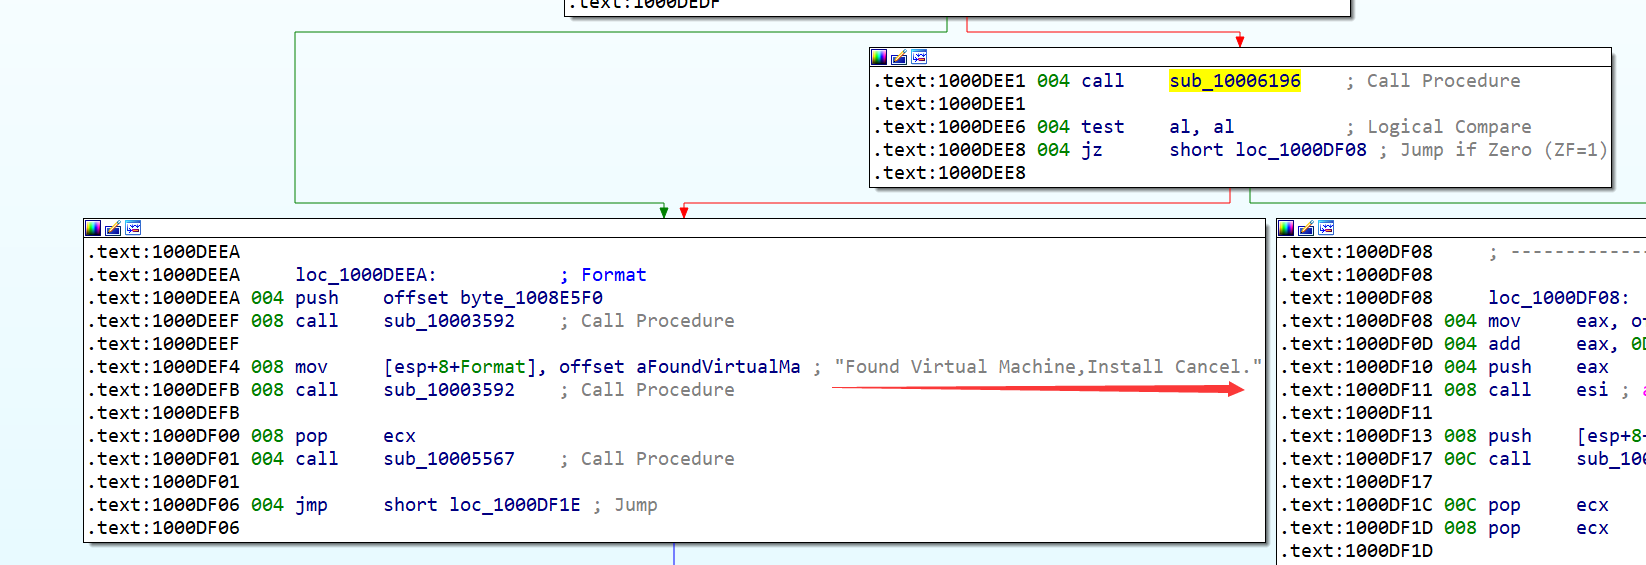 .text:1000DEDF
.text:1000DEE1 004 call    sub_10006196    ; Call Procedure
.text:1000DEE1
.text:1000DEE6 004 test    al, al          ; Logical Compare
.text:1000DEE8 004 jz      short loc_1000DF08 ; Jump if Zero (ZF=1)
.text:1000DEE8
.text:1000DEEA
.text:1000DEEA     loc_1000DEEA:           ; Format
.text:1000DEEA 004 push    offset byte_1008E5F0
.text:1000DEEF 008 call    sub_10003592    ; Call Procedure
.text:1000DEEF
.text:1000DEF4 008 mov     [esp+8+Format], offset aFoundVirtualMa ; "Found Virtual Machine,Install Cancel."
.text:1000DEFB 008 call    sub_10003592    ; Call Procedure
.text:1000DEFB
.text:1000DF00 008 pop     ecx
.text:1000DF01 004 call    sub_10005567    ; Call Procedure
.text:1000DF01
.text:1000DF06 004 jmp     short loc_1000DF1E ; Jump
.text:1000DF06
.text:1000DF08     ; -------------
.text:1000DF08
.text:1000DF08     loc_1000DF08:
.text:1000DF08 004 mov     eax, of
.text:1000DF0D 004 add     eax, 0D
.text:1000DF10 004 push    eax
.text:1000DF11 008 call    esi ; a
.text:1000DF11
.text:1000DF13 008 push    [esp+8+
.text:1000DF17 00C call    sub_100
.text:1000DF17
.text:1000DF1C 00C pop     ecx
.text:1000DF1D 008 pop     ecx
.text:1000DF1D